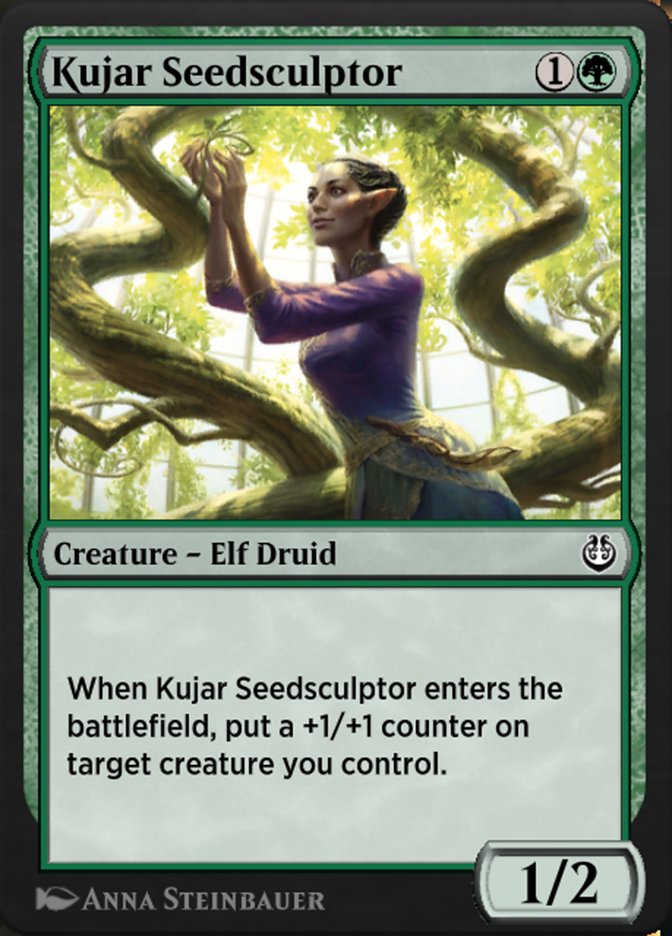 Kujar Seedsculptor 1
Creature – Elf Druid
When Kujar Seedsculptor enters the
battlefield, put a +1/+1 counter on
target creature you control.
1/2
Anna Steinbauer